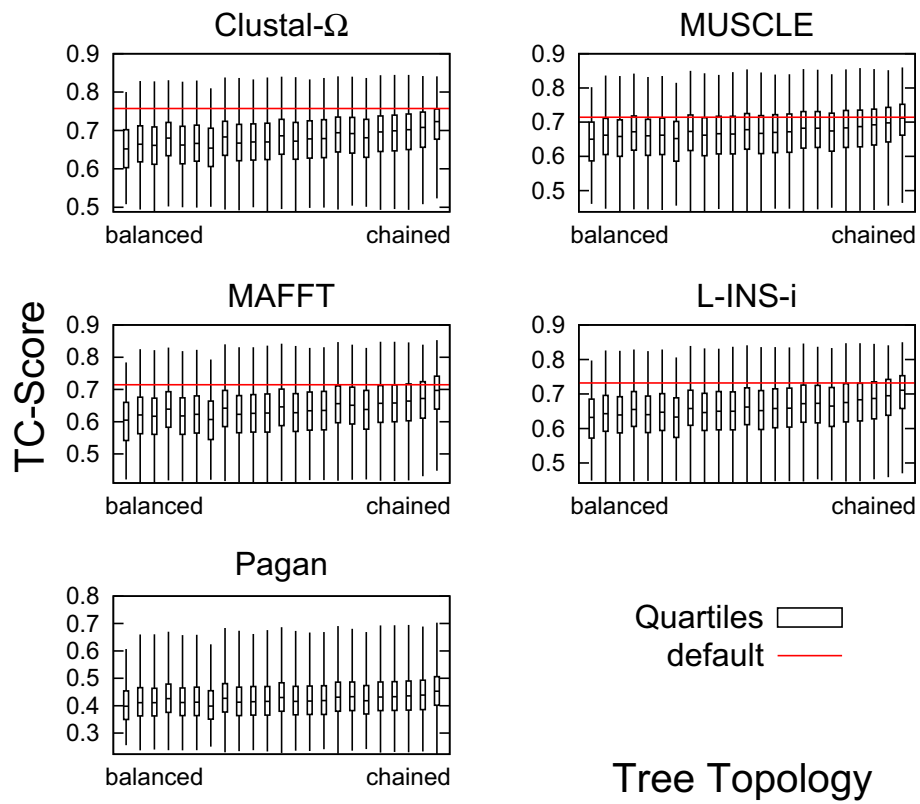 Clustal-Ω
0.9
0.8
0.7
0.6
0.5
balanced chained
MUSCLE
0.9
0.8
0.7
0.6
0.5
balanced chained
TC-Score
MAFFT
0.9
0.8
0.7
0.6
0.5
balanced chained
L-INS-i
0.9
0.8
0.7
0.6
0.5
balanced chained
Pagan
0.8
0.7
0.6
0.5
0.4
0.3
balanced chained
Quartiles
default
Tree Topology